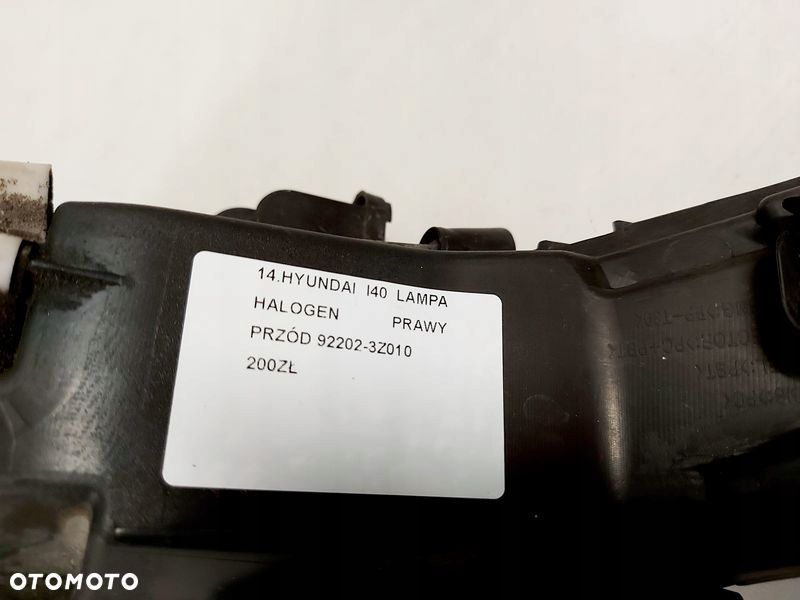 14.HYUNDAI I40 LAMPA
HALOGEN PRAWY
PRZÓD 92202-3Z010
200ZŁ
OTOMOTO